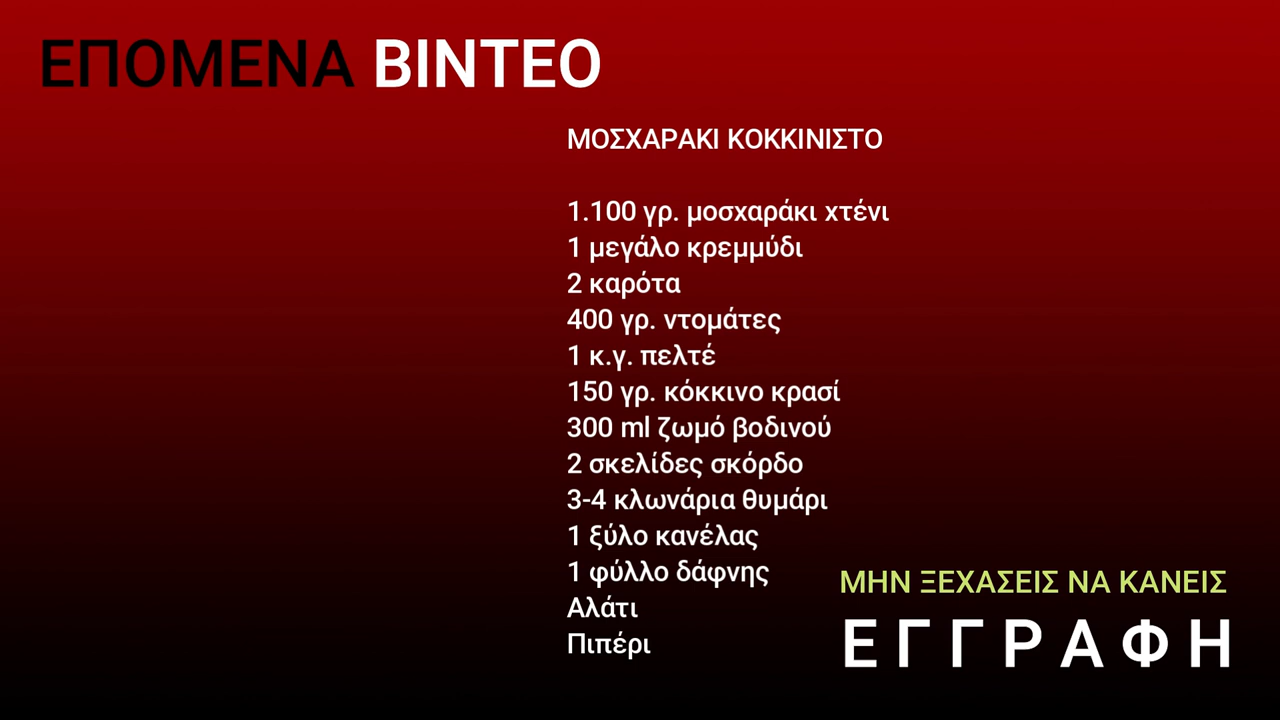 ΕΠΟΜΕΝΑ ΒΙΝΤΕΟ
ΜΟΣΧΑΡΑΚΙ ΚΟΚΚΙΝΙΣΤΟ
1.100 γρ. μοσχαράκι χτένι
1 μεγάλο κρεμμύδι
2 καρότα
400 γρ. ντομάτες
1 κ.γ. πελτέ
150 γρ. κόκκινο κρασί
300 ml ζωμό βοδινού
2 σκελίδες σκόρδο
3-4 κλωνάρια θυμάρι
1 ξύλο κανέλας
1 φύλλο δάφνης
Αλάτι
Πιπέρι
ΜΗΝ ΞΕΧΑΣΕΙΣ ΝΑ ΚΑΝΕΙΣ
ΕΓΓΡΑΦΗ